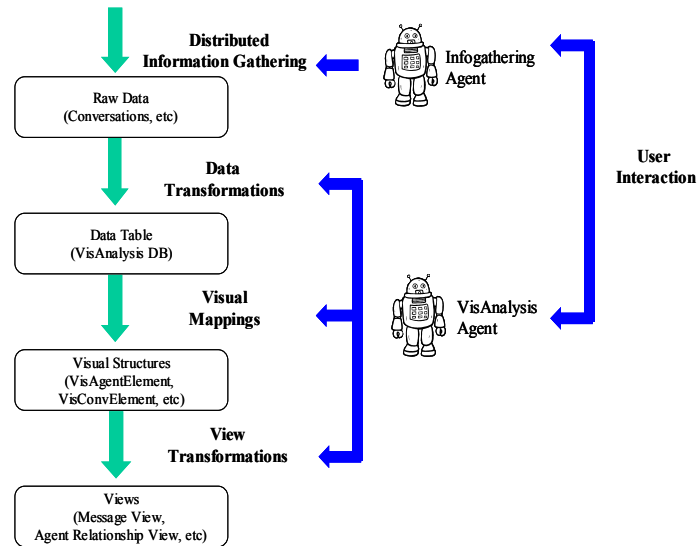 Distributed
Information Gathering
Infogathering
Agent
Raw Data
(Conversations, etc)
Data
Transformations
User
Interaction
Data Table
(VisAnalysis DB)
Visual
Mappings
VisAnalysis
Agent
Visual Structures
(VisAgentElement,
VisConvElement, etc)
View
Transformations
Views
(Message View,
Agent Relationship View, etc)